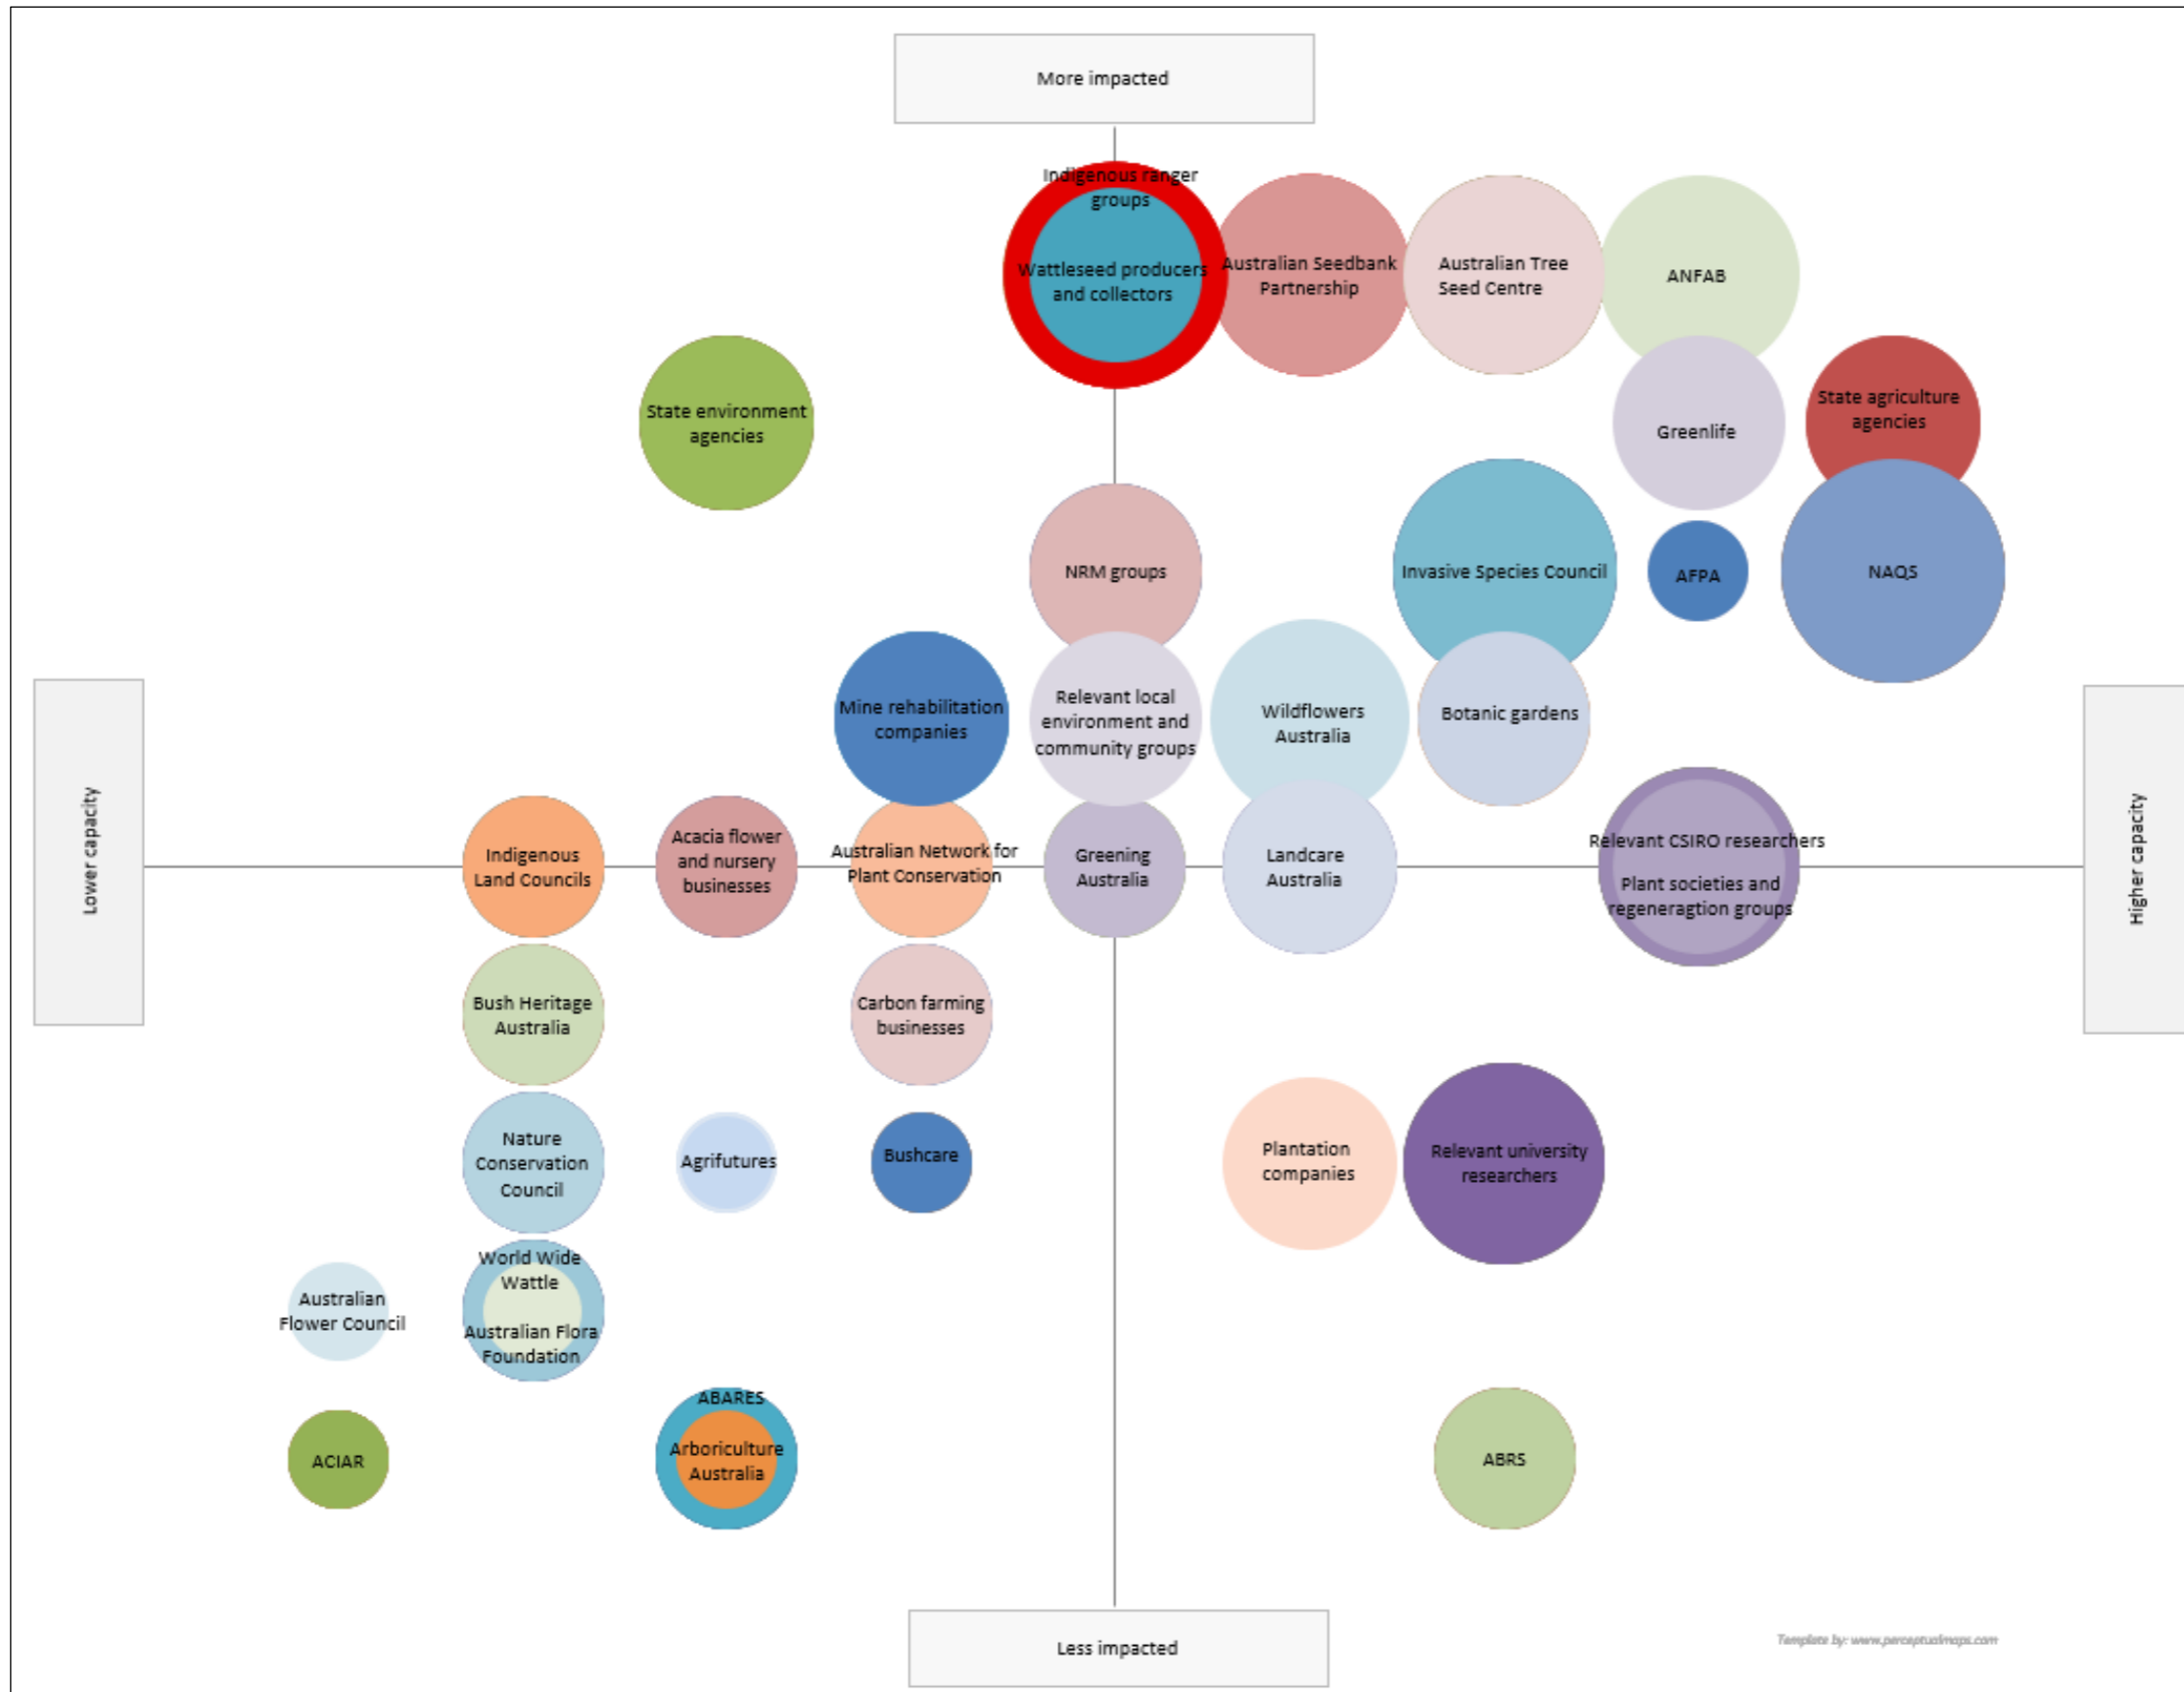 More impacted
Indigenous ranger
groups
Wattleseed producers
and collectors
Australian Seedbank
Partnership
Australian Tree
Seed Centre
ANFAB
State environment
agencies
Greenlife
State agriculture
agencies
NRM groups
Invasive Species Council
AFPA
NAQS
Mine rehabilitation
companies
Relevant local
environment and
community groups
Wildflowers
Australia
Botanic gardens
Lower capacity
Indigenous
Land Councils
Acacia flower
and nursery
businesses
Australian Network for
Plant Conservation
Greening
Australia
Landcare
Australia
Relevant CSIRO researchers
Plant societies and
regeneragtion groups
Higher capacity
Bush Heritage
Australia
Carbon farming
businesses
Nature
Conservation
Council
Agrifutures
Bushcare
Plantation
companies
Relevant university
researchers
Australian
Flower Council
World Wide
Wattle
Australian Flora
Foundation
ACIAR
ABARES
Arboriculture
Australia
ABRS
Less impacted
Template by: www.perceptualmaps.com